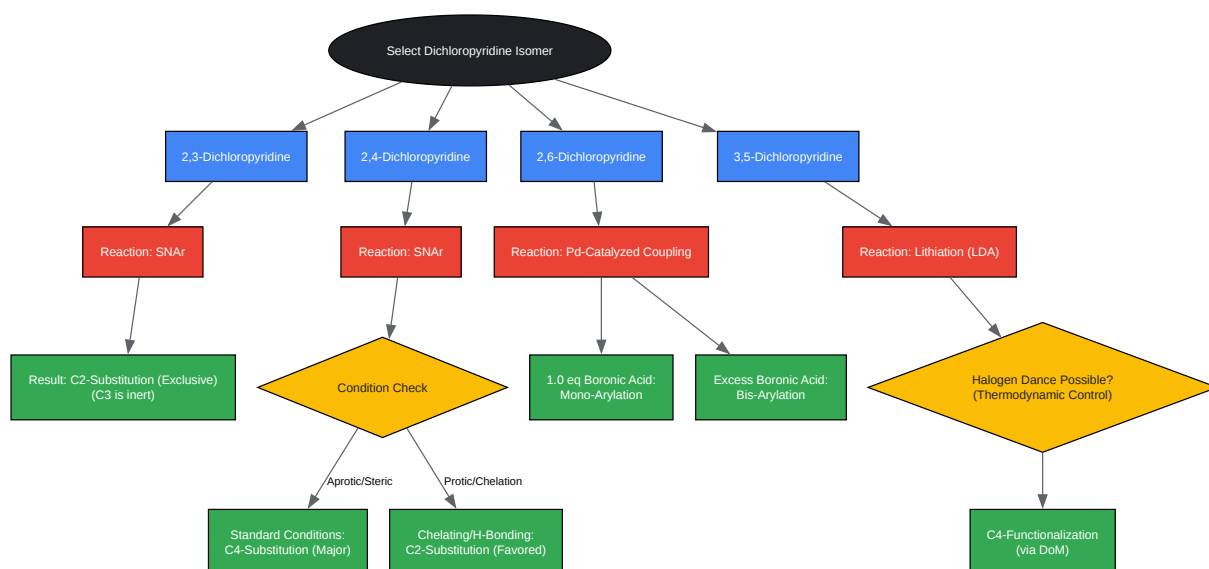 Select Dichloropyridine Isomer
2,3-Dichloropyridine
2,4-Dichloropyridine
2,6-Dichloropyridine
3,5-Dichloropyridine
Reaction: SNAr
Reaction: SNAr
Reaction: Pd-Catalyzed Coupling
Reaction: Lithiation (LDA)
Result: C2-Substitution (Exclusive)
(C3 is inert)
Condition Check
1.0 eq Boronic Acid:
Mono-Arylation
Excess Boronic Acid:
Bis-Arylation
Halogen Dance Possible?
(Thermodynamic Control)
Aprotic/Steric
Protic/Chelation
Standard Conditions:
C4-Substitution (Major)
Chelating/H-Bonding:
C2-Substitution (Favored)
C4-Functionalization
(via DoM)